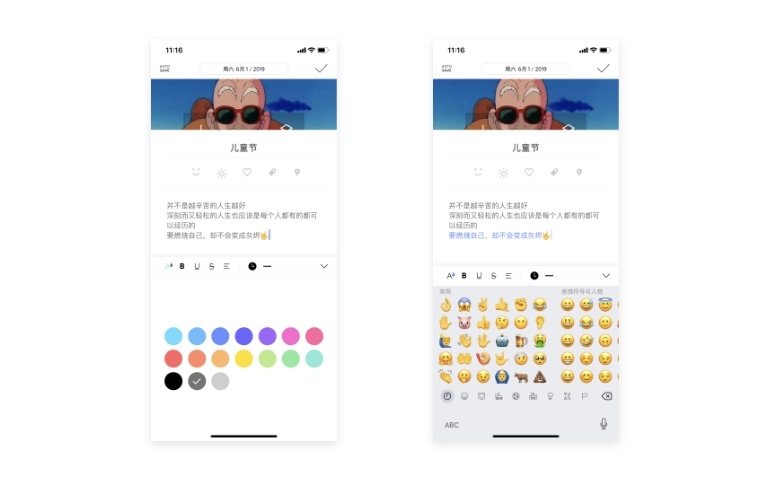 11:16
AUTO
SAVE
周六, 6月1 / 2019
儿童节
并不是越辛苦的人生越好
深刻而又轻松的人生也应该是每个人都有的都可
以经历的
要燃烧自己，却不会变成灰烬
A B U S
11:16
AUTO
SAVE
周六, 6月1 / 2019
儿童节
并不是越辛苦的人生越好
深刻而又轻松的人生也应该是每个人都有的都可
以经历的
要燃烧自己，却不会变成灰烬
A B U S
常用
表情符号与人物
ABC